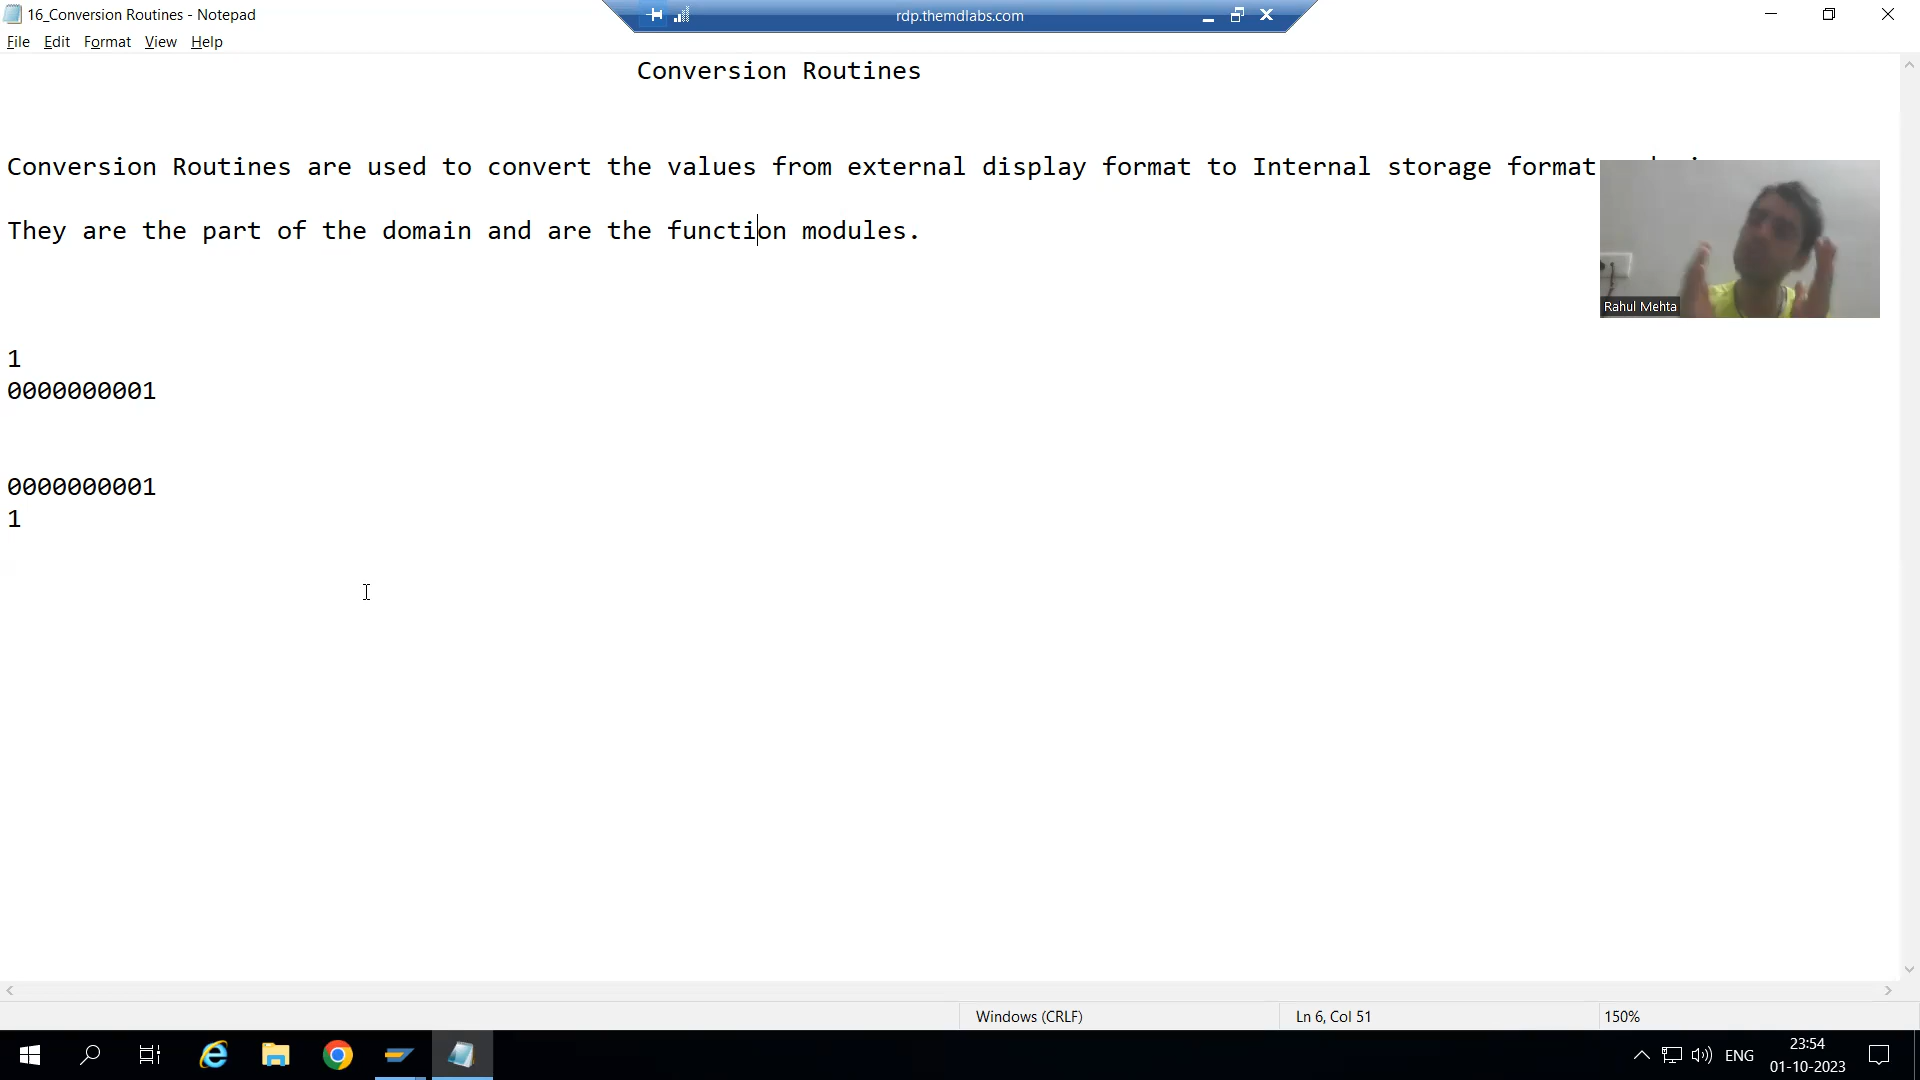 16_Conversion Routines - Notepad
rdp.themdlabs.com
File Edit Format View Help
Conversion Routines
Conversion Routines are used to convert the values from external display format to Internal storage format
They are the part of the domain and are the function modules.
Rahul Mehta
1
0000000001
0000000001
1
Windows (CRLF)
Ln 6, Col 51
150%
ENG
23:54
01-10-2023